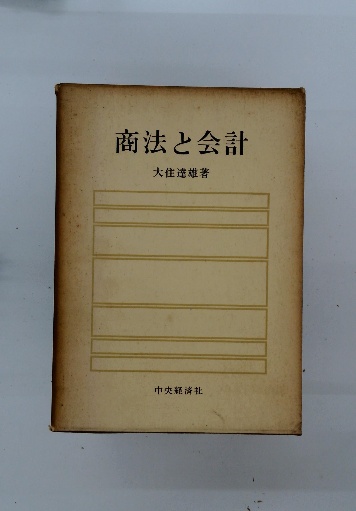 商法と会計
大住達雄著
中央経済社